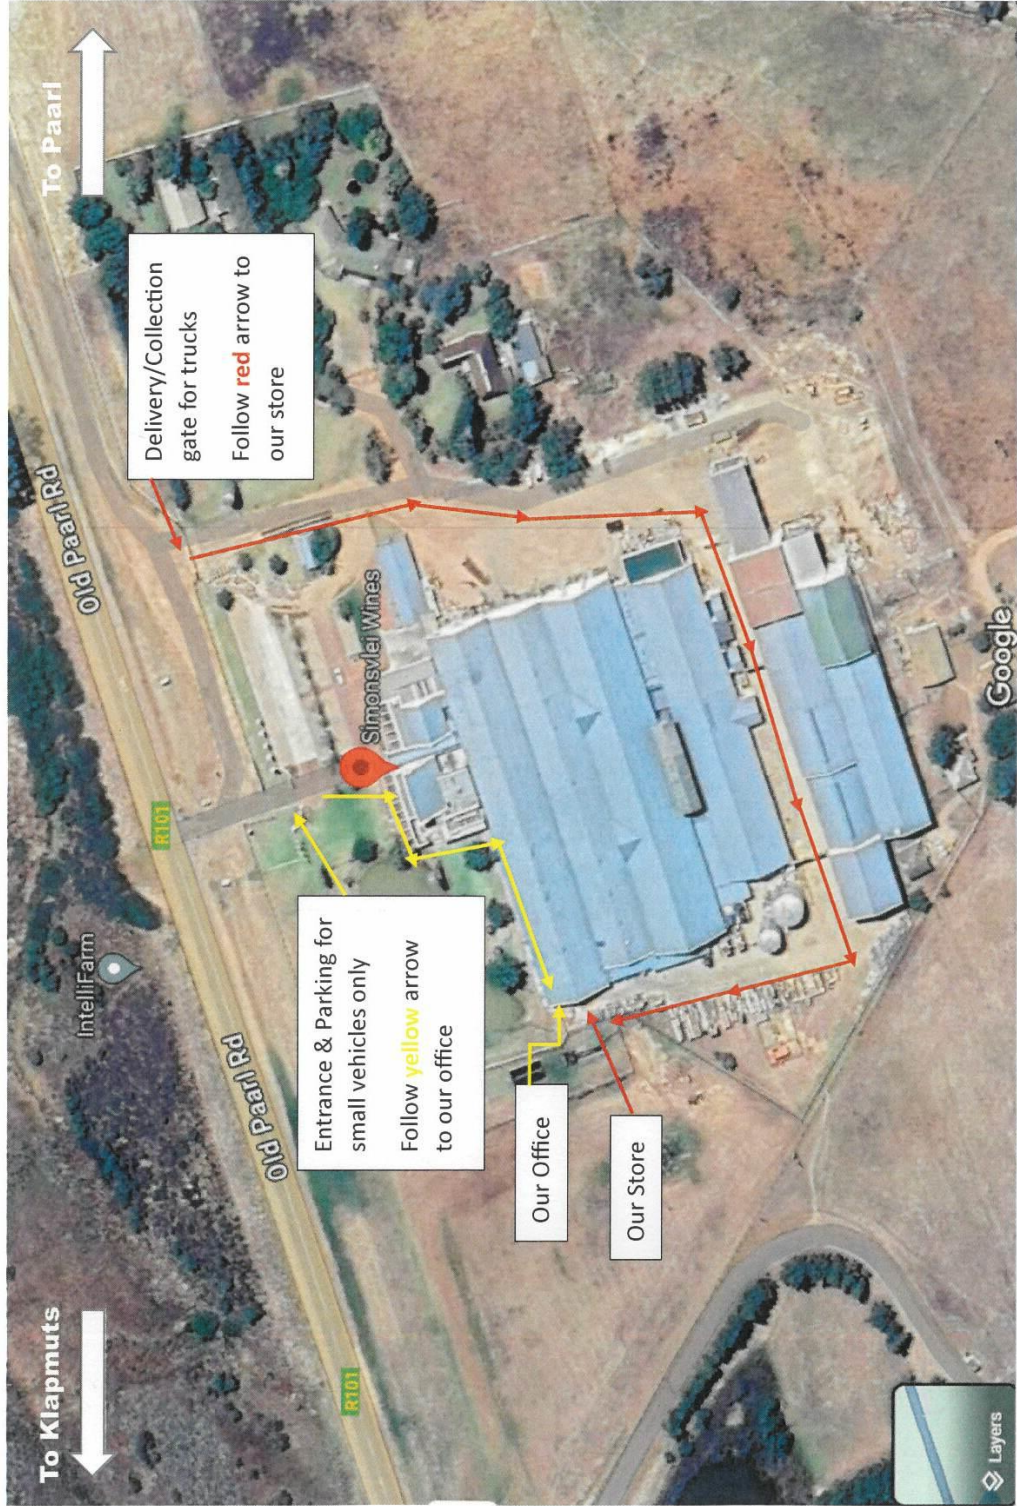 To Klapmuts
To Paarl
IntelliFarm
R101
Old Paarl Rd
R101
Old Paarl Rd
Delivery/Collection
gate for trucks
Follow red arrow to
our store
Entrance & Parking for
small vehicles only
Follow yellow arrow
to our office
Simonsvlei Wines
Our Office
Our Store
Layers
Google